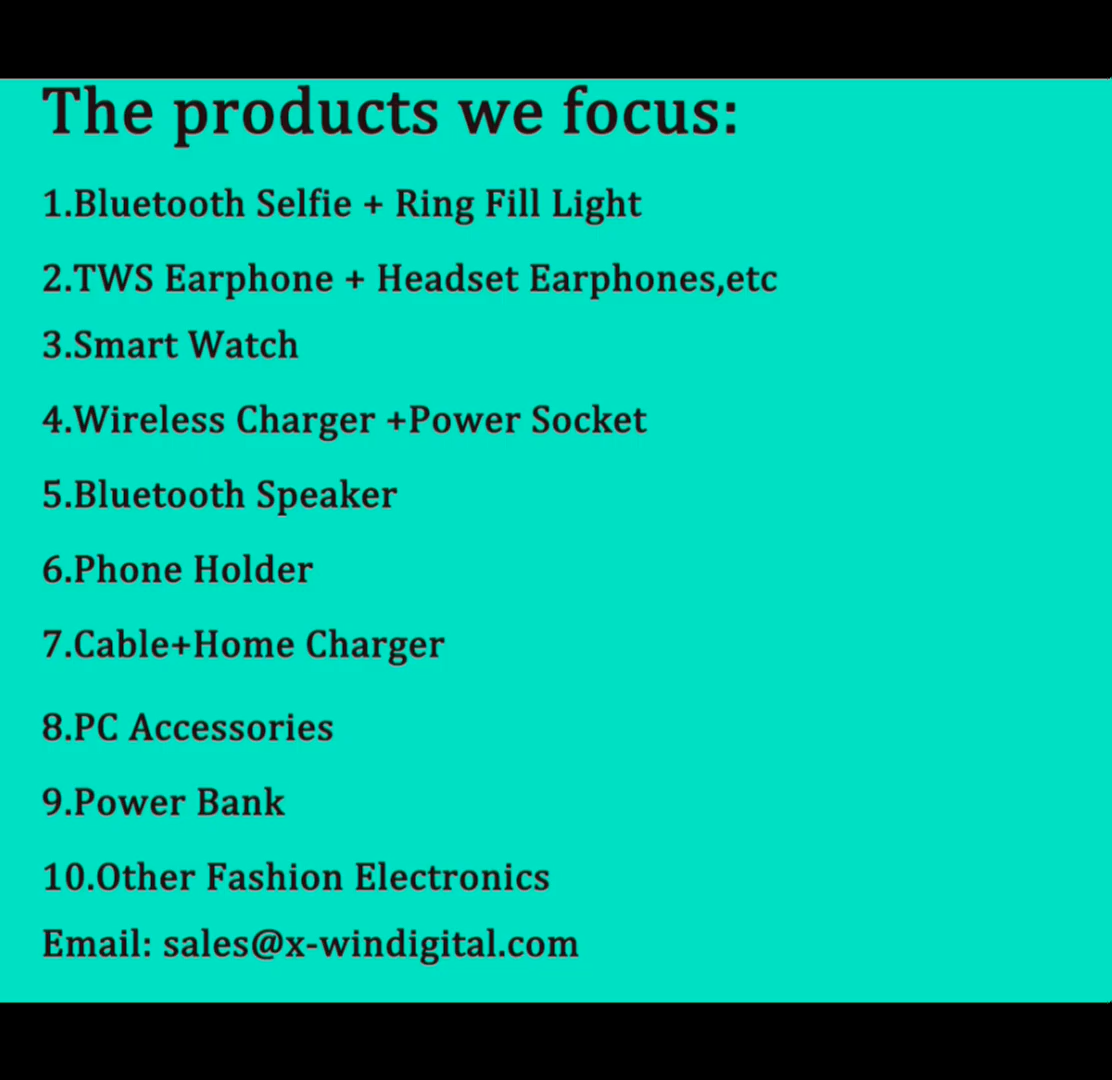 The products we focus:
1.Bluetooth Selfie + Ring Fill Light
2.TWS Earphone + Headset Earphones,etc
3.Smart Watch
4.Wireless Charger +Power Socket
5.Bluetooth Speaker
6.Phone Holder
7.Cable+Home Charger
8.PC Accessories
9.Power Bank
10.Other Fashion Electronics
Email: sales@x-windigital.com